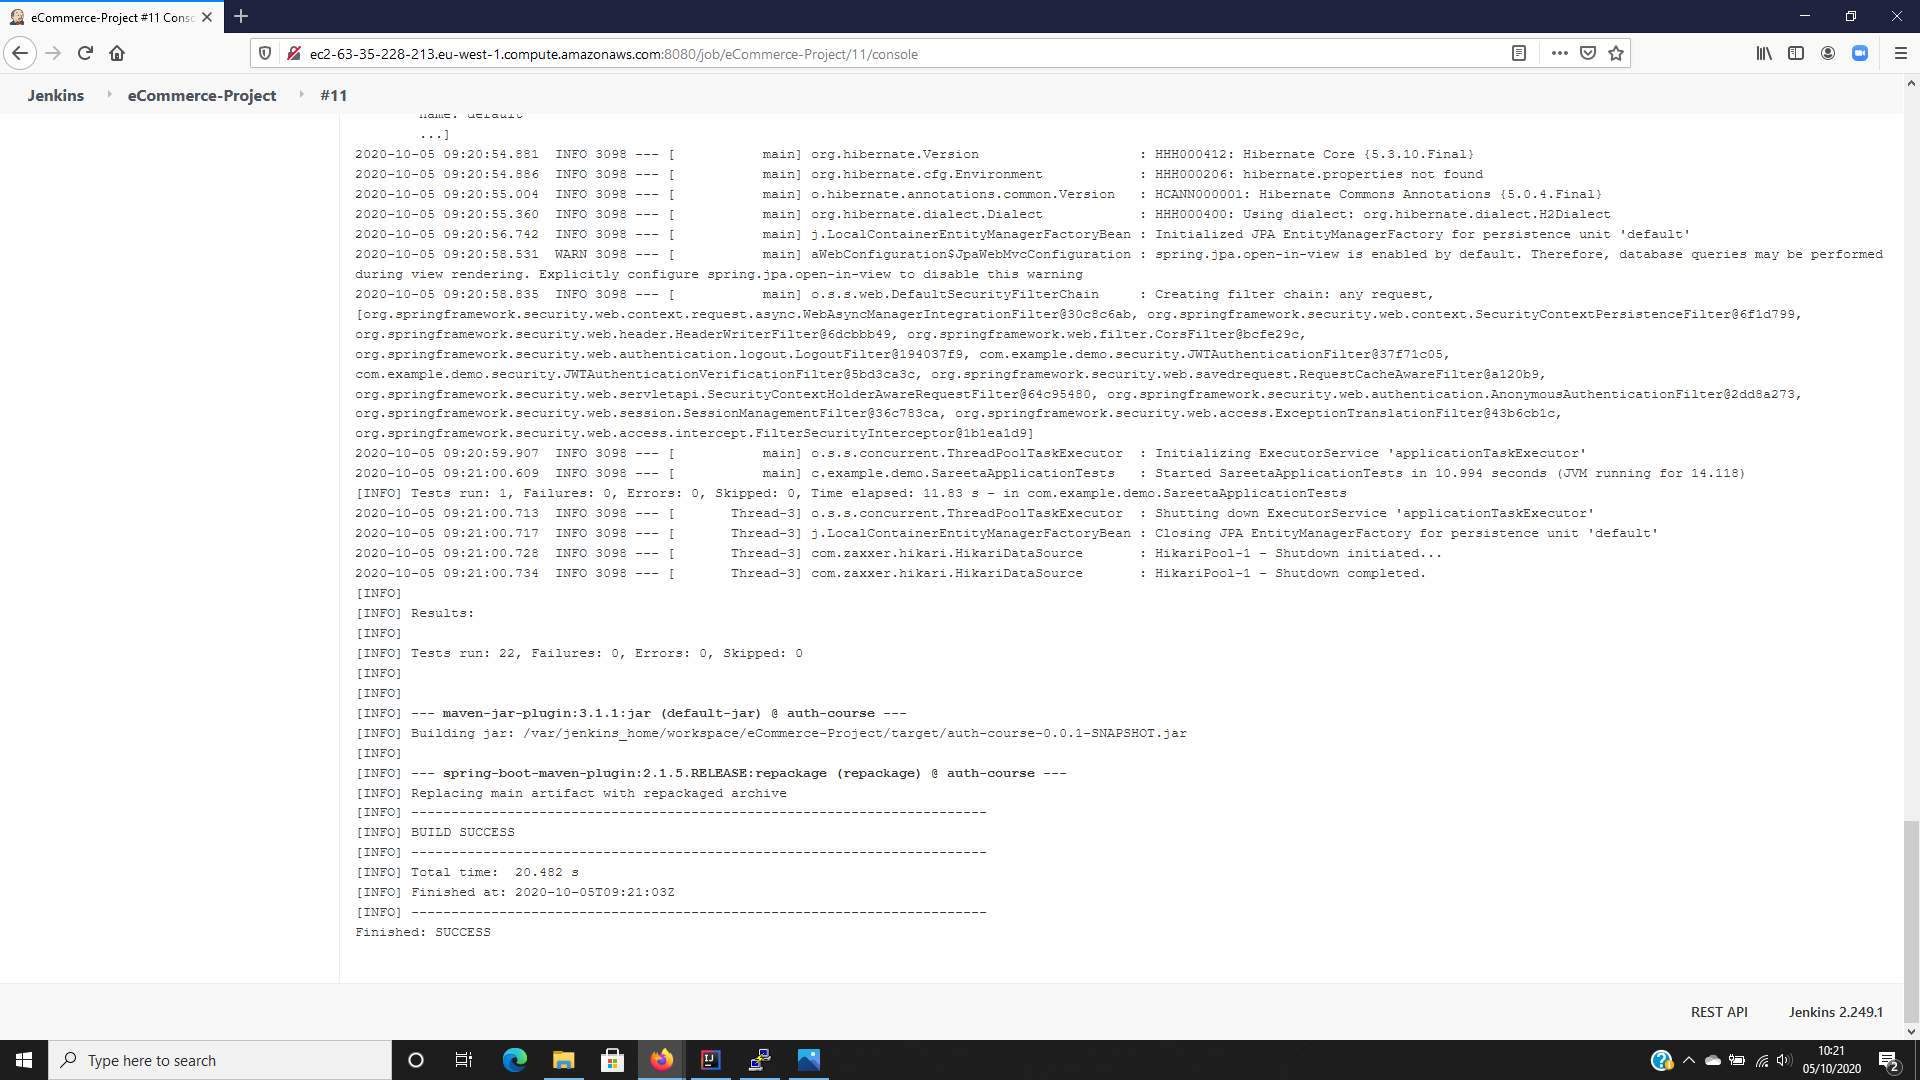 eCommerce-Project #11 Conso
ec2-63-35-228-213.eu-west-1.compute.amazonaws.com:8080/job/eCommerce-Project/11/console
Jenkins eCommerce-Project #11
name: default
...]
2020-10-05 09:20:54.881  INFO 3098 --- [           main] org.hibernate.Version                    : HHH000412: Hibernate Core {5.3.10.Final}
2020-10-05 09:20:54.886  INFO 3098 --- [           main] org.hibernate.cfg.Environment            : HHH000206: hibernate.properties not found
2020-10-05 09:20:55.004  INFO 3098 --- [           main] o.hibernate.annotations.common.Version   : HCANN000001: Hibernate Commons Annotations {5.0.4.Final}
2020-10-05 09:20:55.360  INFO 3098 --- [           main] org.hibernate.dialect.Dialect            : HHH000400: Using dialect: org.hibernate.dialect.H2Dialect
2020-10-05 09:20:56.742  INFO 3098 --- [           main] j.LocalContainerEntityManagerFactoryBean : Initialized JPA EntityManagerFactory for persistence unit 'default'
2020-10-05 09:20:58.531  WARN 3098 --- [           main] aWebConfiguration$JpaWebMvcConfiguration : spring.jpa.open-in-view is enabled by default. Therefore, database queries may be performed
during view rendering. Explicitly configure spring.jpa.open-in-view to disable this warning
2020-10-05 09:20:58.835  INFO 3098 --- [           main] o.s.s.web.DefaultSecurityFilterChain     : Creating filter chain: any request,
[org.springframework.security.web.context.request.async.WebAsyncManagerIntegrationFilter@30c8c6ab, org.springframework.security.web.context.SecurityContextPersistenceFilter@6f1d799,
org.springframework.security.web.header.HeaderWriterFilter@6dcbbb49, org.springframework.web.filter.CorsFilter@bcfe29c,
org.springframework.security.web.authentication.logout.LogoutFilter@194037f9, com.example.demo.security.JWTAuthenticationFilter@37f71c05,
com.example.demo.security.JWTAuthenticationVerificationFilter@5bd3ca3c, org.springframework.security.web.savedrequest.RequestCacheAwareFilter@a120b9,
org.springframework.security.web.servletapi.SecurityContextHolderAwareRequestFilter@64c95480, org.springframework.security.web.authentication.AnonymousAuthenticationFilter@2dd8a273,
org.springframework.security.web.session.SessionManagementFilter@36c783ca, org.springframework.security.web.access.ExceptionTranslationFilter@43b6cb1c,
org.springframework.security.web.access.intercept.FilterSecurityInterceptor@1b1ea1d9]
2020-10-05 09:20:59.907  INFO 3098 --- [           main] o.s.s.concurrent.ThreadPoolTaskExecutor  : Initializing ExecutorService 'applicationTaskExecutor'
2020-10-05 09:21:00.609  INFO 3098 --- [           main] c.example.demo.SareetaApplicationTests   : Started SareetaApplicationTests in 10.994 seconds (JVM running for 14.118)
[INFO] Tests run: 1, Failures: 0, Errors: 0, Skipped: 0, Time elapsed: 11.83 s - in com.example.demo.SareetaApplicationTests
2020-10-05 09:21:00.713  INFO 3098 --- [       Thread-3] o.s.s.concurrent.ThreadPoolTaskExecutor  : Shutting down ExecutorService 'applicationTaskExecutor'
2020-10-05 09:21:00.717  INFO 3098 --- [       Thread-3] j.LocalContainerEntityManagerFactoryBean : Closing JPA EntityManagerFactory for persistence unit 'default'
2020-10-05 09:21:00.728  INFO 3098 --- [       Thread-3] com.zaxxer.hikari.HikariDataSource       : HikariPool-1 - Shutdown initiated...
2020-10-05 09:21:00.734  INFO 3098 --- [       Thread-3] com.zaxxer.hikari.HikariDataSource       : HikariPool-1 - Shutdown completed.
[INFO]
[INFO] Results:
[INFO]
[INFO] Tests run: 22, Failures: 0, Errors: 0, Skipped: 0
[INFO]
[INFO]
[INFO] --- maven-jar-plugin:3.1.1:jar (default-jar) @ auth-course ---
[INFO] Building jar: /var/jenkins_home/workspace/eCommerce-Project/target/auth-course-0.0.1-SNAPSHOT.jar
[INFO]
[INFO] --- spring-boot-maven-plugin:2.1.5.RELEASE:repackage (repackage) @ auth-course ---
[INFO] Replacing main artifact with repackaged archive
[INFO] ------------------------------------------------------------------------
[INFO] BUILD SUCCESS
[INFO] ------------------------------------------------------------------------
[INFO] Total time:  20.482 s
[INFO] Finished at: 2020-10-05T09:21:03Z
[INFO] ------------------------------------------------------------------------
Finished: SUCCESS
REST API Jenkins 2.249.1
Type here to search
10:21
05/10/2020
2